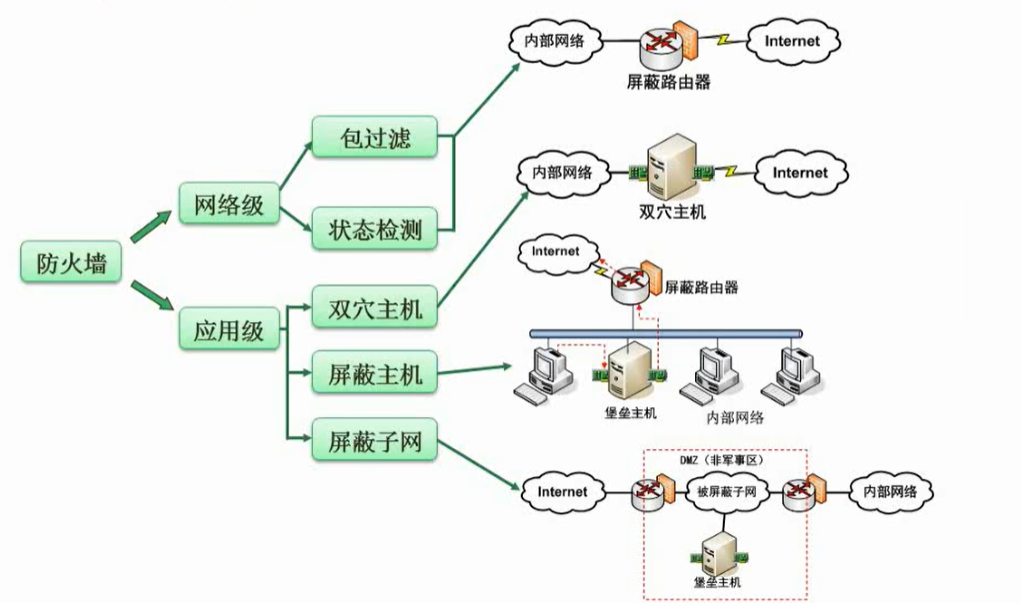 防火墙
网络级
应用级
包过滤
状态检测
双穴主机
屏蔽主机
屏蔽子网
内部网络
Internet
屏蔽路由器
内部网络
Internet
双穴主机
Internet
屏蔽路由器
堡垒主机
内部网络
DMZ（非军事区）
Internet
被屏蔽子网
内部网络
堡垒主机